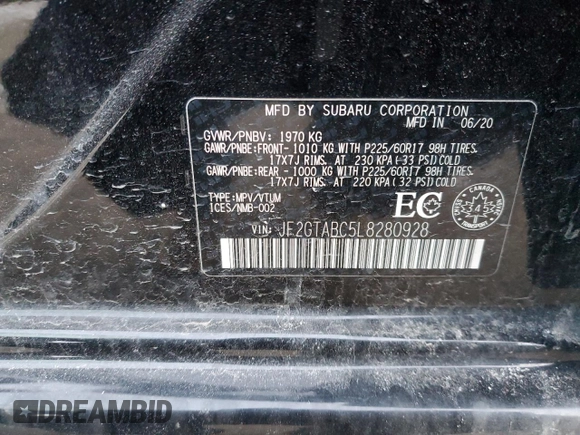 MFD BY SUBARU CORPORATION
MFD IN 06/20
GVWR/PNBV: 1970 KG
GAWR/PNBE:FRONT- 1010 KG WITH P225/60R17 98H TIRES,
17X7J RIMS. AT 230 KPA ( 33 PSI) COLD
GAWR/PNBE:REAR - 1000 KG WITH P225/60R17 98H TIRES,
17X7J RIMS. AT 220 KPA ( 32 PSI) COLD
TYPE: MPV/VTUM
ICES/NMB-002
EC
CANADA
VIN: JF2GTABC5L8280928
DREAMBID